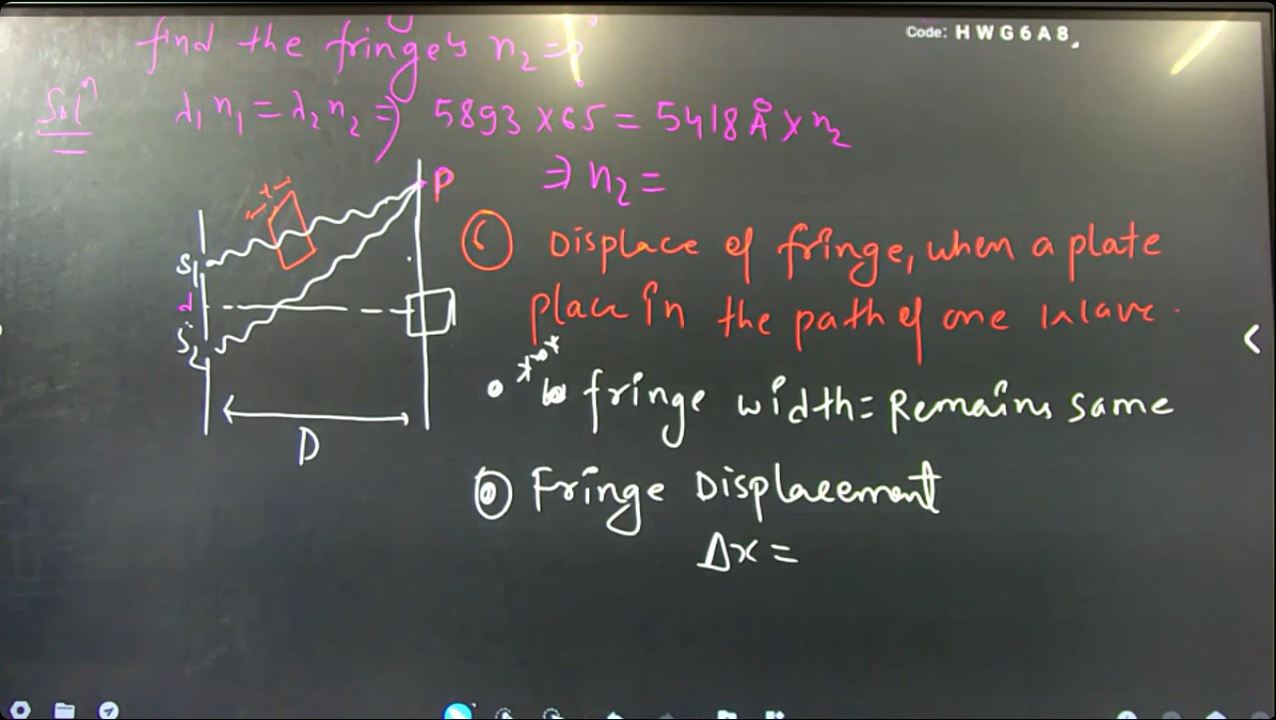 find the fringes n₂ = ?
Code: HWG6A8
Solⁿ λ₁n₁ = λ₂n₂ ⇒ 5893 × 65 = 5418 Å × n₂
⇒ n₂ =
t
P
S₁
d
S₂
D
Displace of fringe, when a plate
place in the path of one wave.
fringe width = Remains same
Fringe Displacement
Δx =